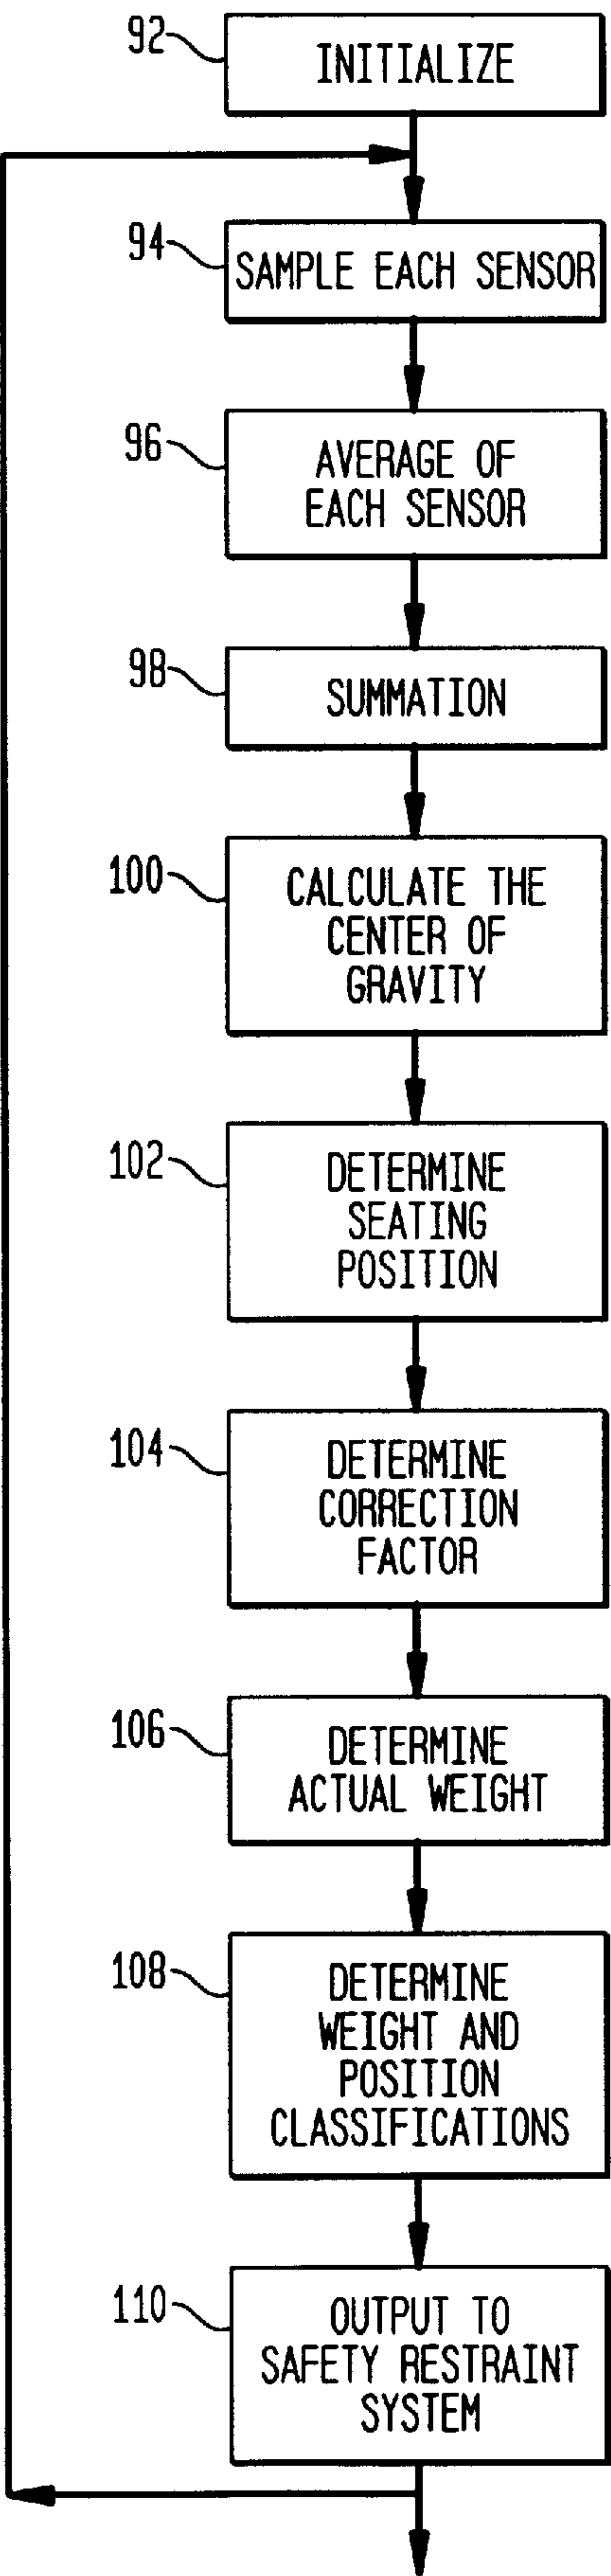 92
INITIALIZE
94
SAMPLE EACH SENSOR
96
AVERAGE OF
EACH SENSOR
98
SUMMATION
100
CALCULATE THE
CENTER OF
GRAVITY
102
DETERMINE
SEATING
POSITION
104
DETERMINE
CORRECTION
FACTOR
106
DETERMINE
ACTUAL WEIGHT
108
DETERMINE
WEIGHT AND
POSITION
CLASSIFICATIONS
110
OUTPUT TO
SAFETY RESTRAINT
SYSTEM